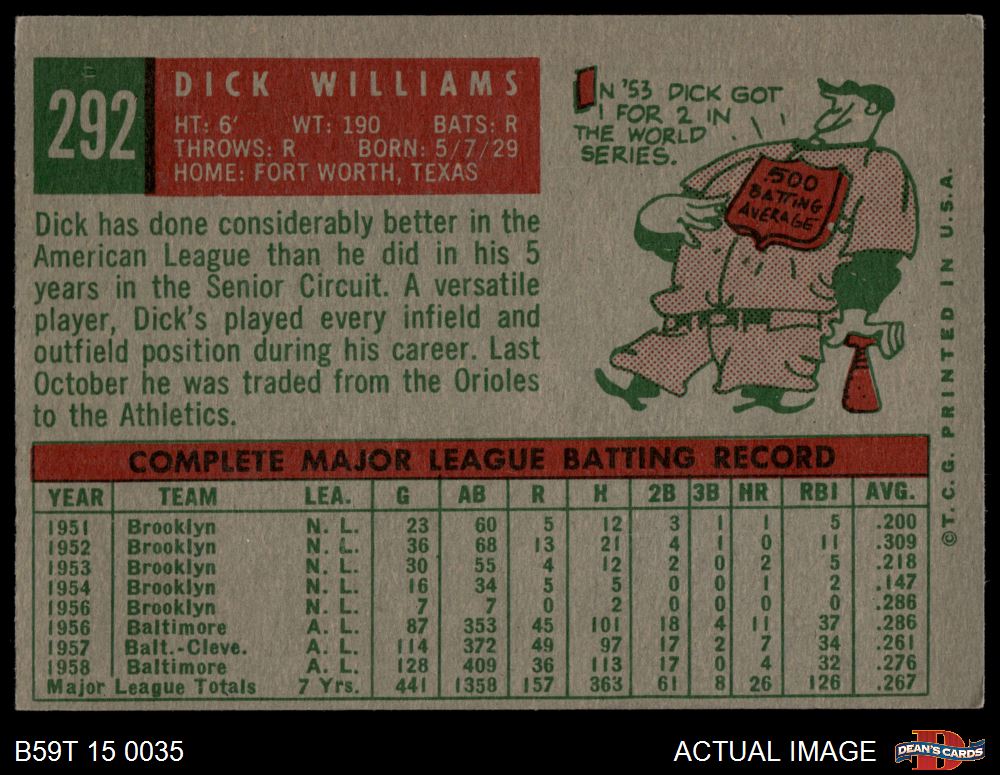 292
DICK WILLIAMS
HT: 6' WT: 190 BATS: R
THROWS: R BORN: 5/7/29
HOME: FORT WORTH, TEXAS
IN '53 DICK GOT
1 FOR 2 IN
THE WORLD
SERIES.
.500
BATTING
AVERAGE
Dick has done considerably better in the
American League than he did in his 5
years in the Senior Circuit. A versatile
player, Dick's played every infield and
outfield position during his career. Last
October he was traded from the Orioles
to the Athletics.
COMPLETE MAJOR LEAGUE BATTING RECORD
YEAR TEAM LEA. G AB R H 2B 3B HR RBI AVG.
1951 Brooklyn N. L. 23 60 5 12 3 1 1 5 .200
1952 Brooklyn N. L. 36 68 13 21 4 1 0 11 .309
1953 Brooklyn N. L. 30 55 4 12 2 0 2 5 .218
1954 Brooklyn N. L. 16 34 5 5 0 0 1 2 .147
1956 Brooklyn N. L. 7 7 0 2 0 0 0 0 .286
1956 Baltimore A. L. 87 353 45 101 18 4 11 37 .286
1957 Balt.-Cleve. A. L. 114 372 49 97 17 2 7 34 .261
1958 Baltimore A. L. 128 409 36 113 17 0 4 32 .276
Major League Totals 7 Yrs. 441 1358 157 363 61 8 26 126 .267
©T. C. G. PRINTED IN U.S.A.
B59T 15 0035
ACTUAL IMAGE
DEAN'S CARDS